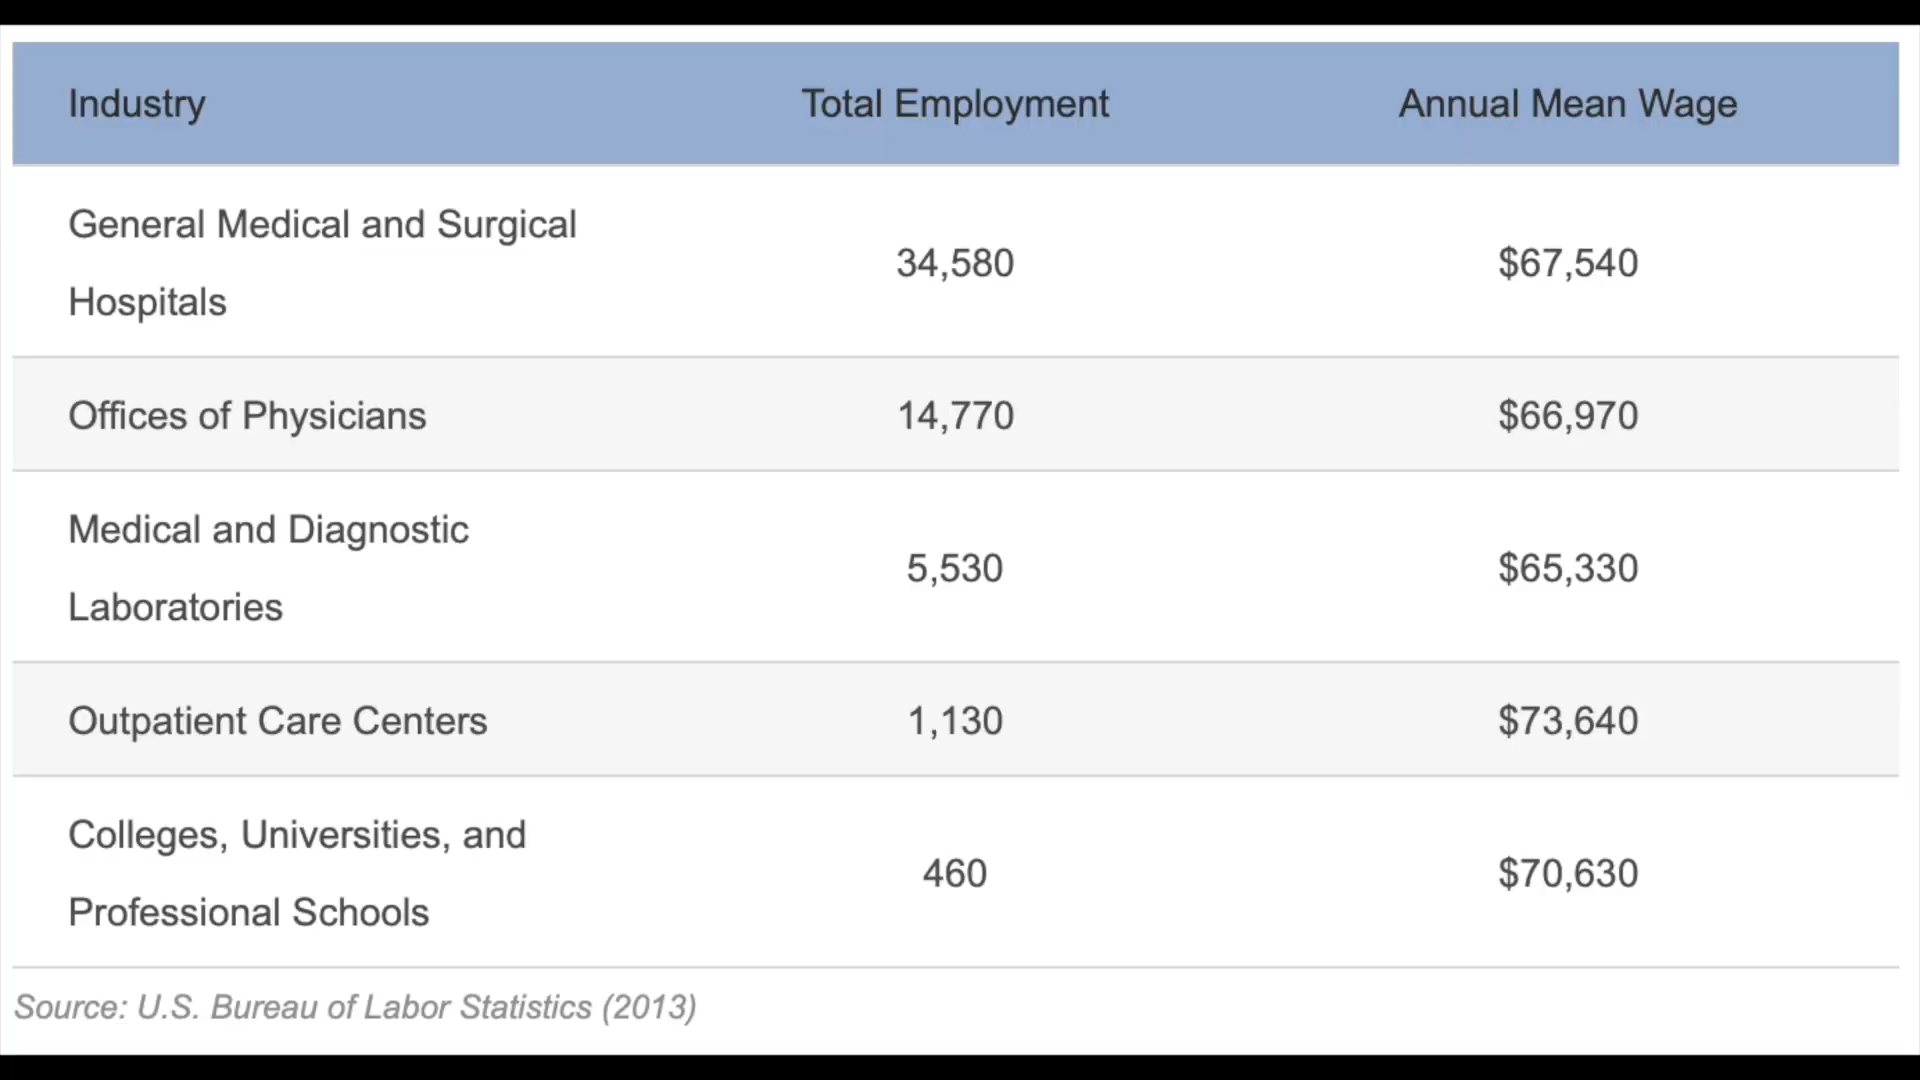 Industry Total Employment Annual Mean Wage
General Medical and Surgical
Hospitals
34,580 $67,540
Offices of Physicians 14,770 $66,970
Medical and Diagnostic
Laboratories
5,530 $65,330
Outpatient Care Centers 1,130 $73,640
Colleges, Universities, and
Professional Schools
460 $70,630
Source: U.S. Bureau of Labor Statistics (2013)